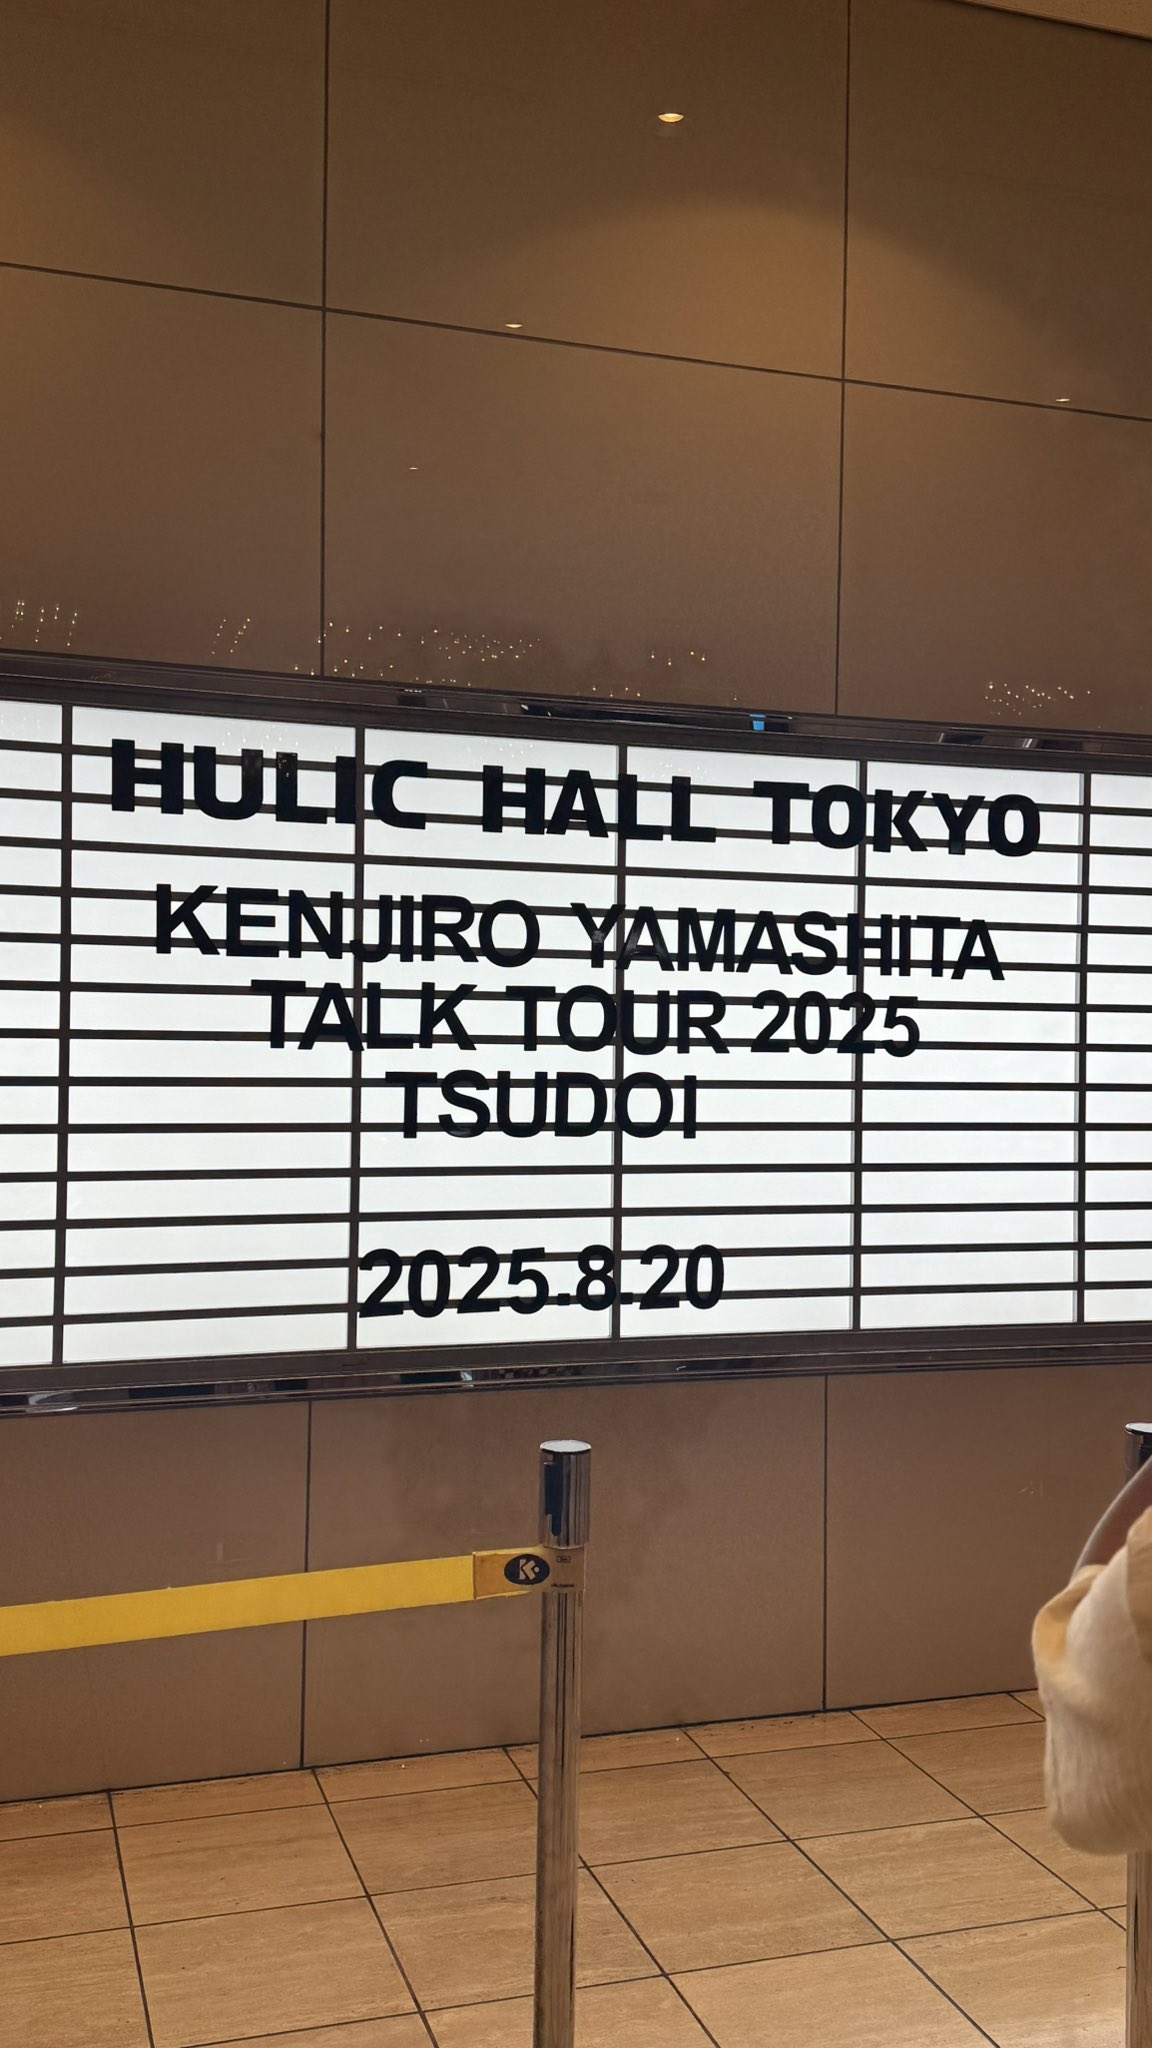 HULIC HALL TOKYO
KENJIRO YAMASHITA
TALK TOUR 2025
TSUDOI
2025.8.20